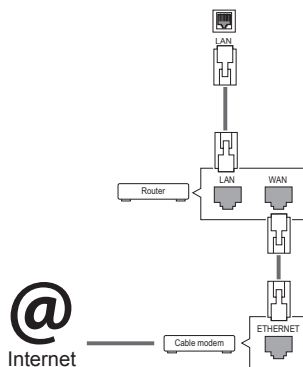 LAN
LAN WAN
Router
ETHERNET
Cable modem
@
Internet